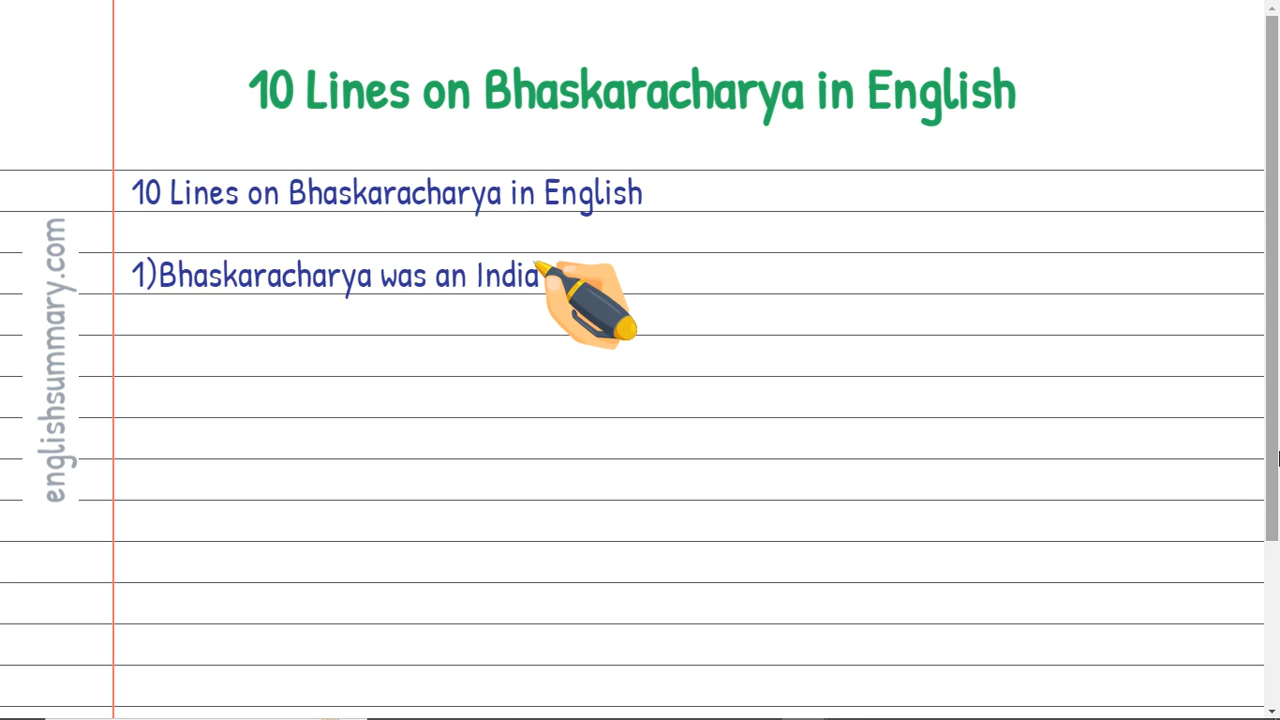 10 Lines on Bhaskaracharya in English
10 Lines on Bhaskaracharya in English
1)Bhaskaracharya was an India
englishsummary.com